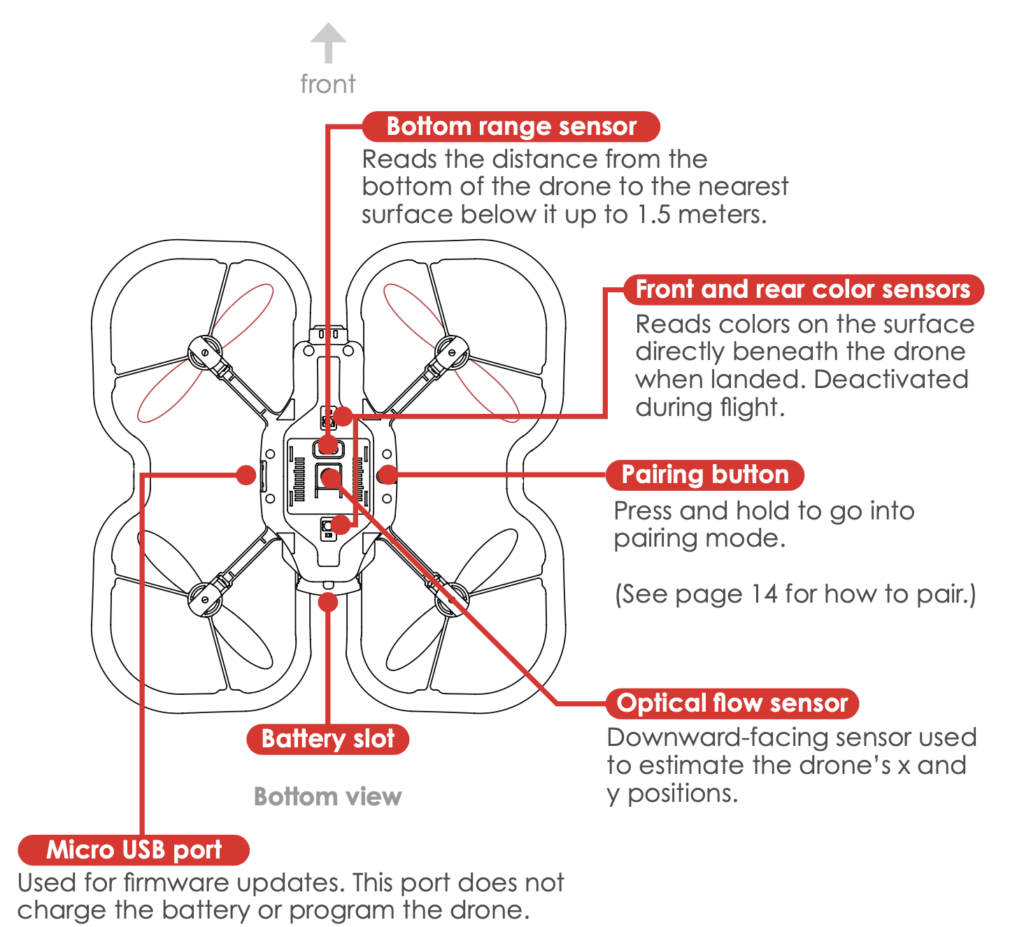 front
Bottom range sensor
Reads the distance from the
bottom of the drone to the nearest
surface below it up to 1.5 meters.
Front and rear color sensors
Reads colors on the surface
directly beneath the drone
when landed. Deactivated
during flight.
Pairing button
Press and hold to go into
pairing mode.
(See page 14 for how to pair.)
Optical flow sensor
Downward-facing sensor used
to estimate the drone’s x and
y positions.
Battery slot
Bottom view
Micro USB port
Used for firmware updates. This port does not
charge the battery or program the drone.